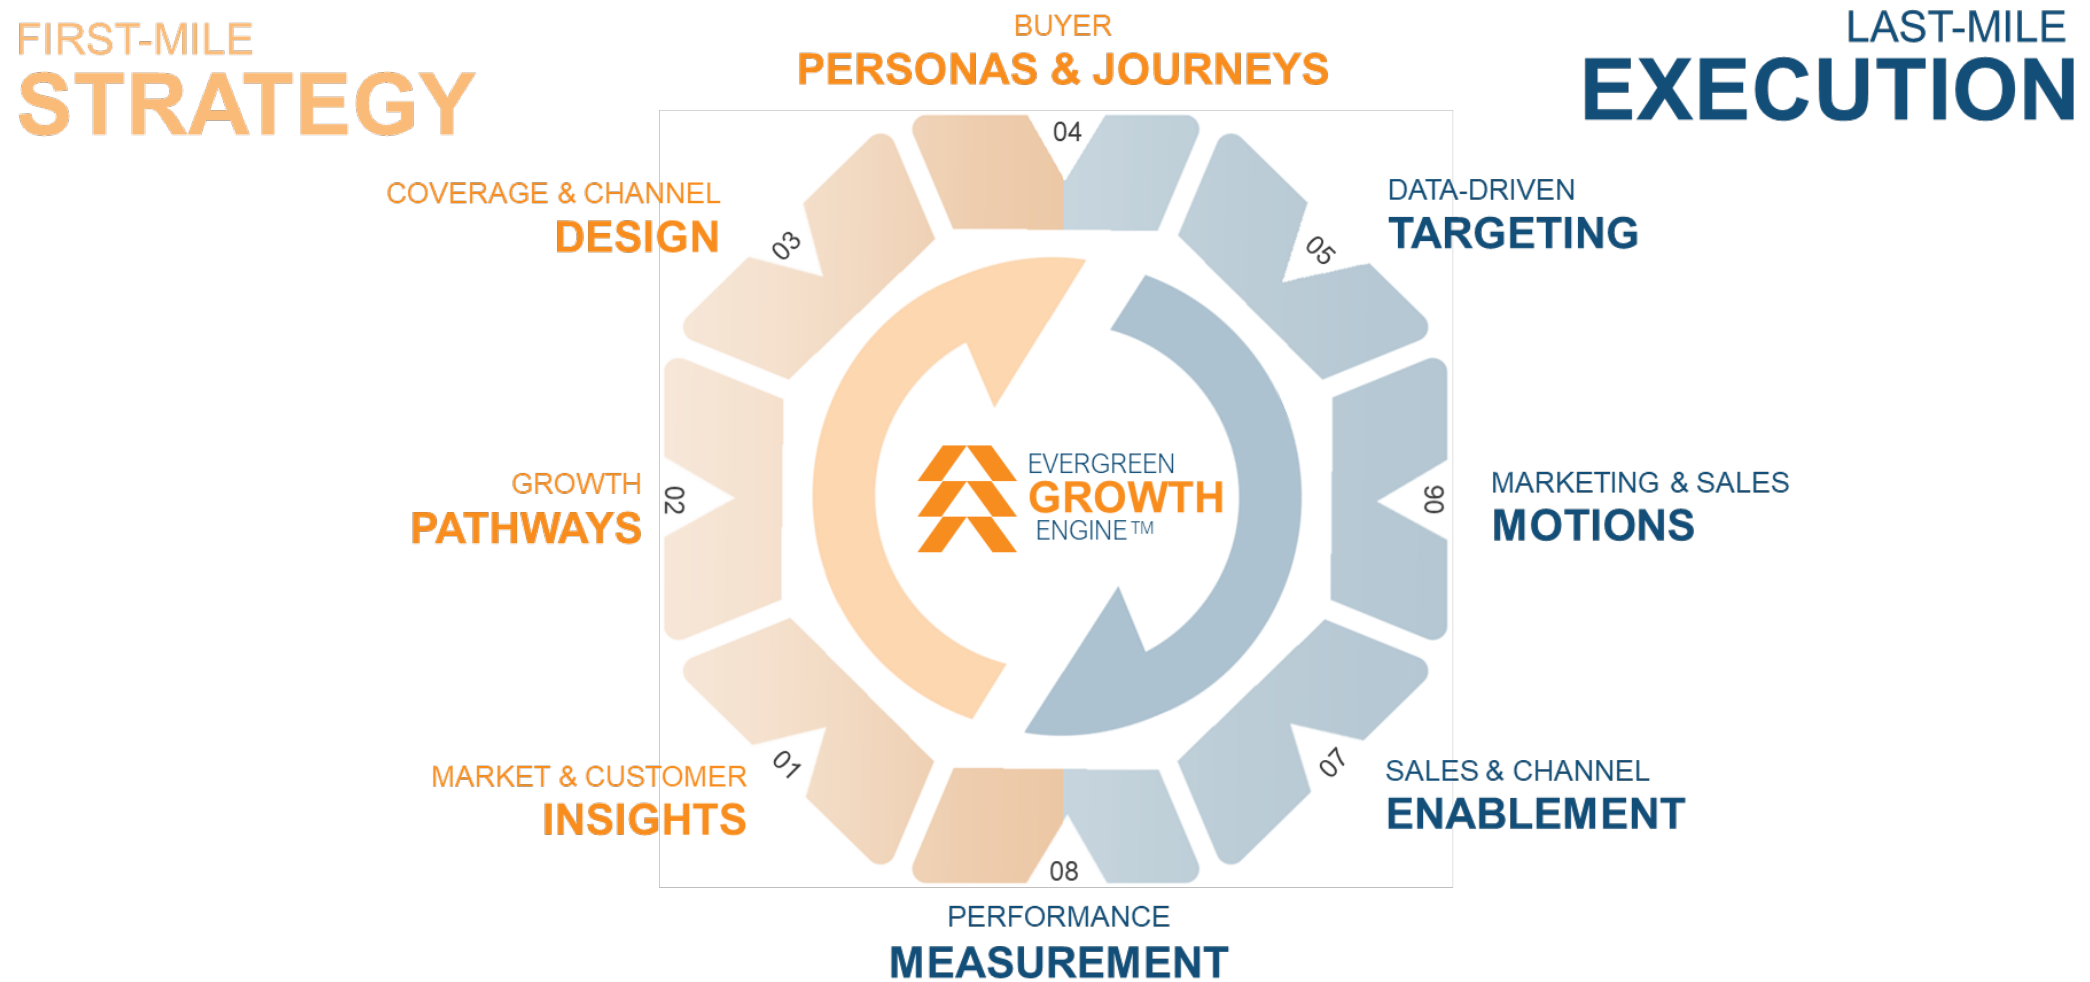 FIRST-MILE
STRATEGY
BUYER
PERSONAS & JOURNEYS
LAST-MILE
EXECUTION
04
COVERAGE & CHANNEL
DESIGN
03
DATA-DRIVEN
TARGETING
05
GROWTH
PATHWAYS
02
EVERGREEN
GROWTH
ENGINE™
06
MARKETING & SALES
MOTIONS
MARKET & CUSTOMER
INSIGHTS
01
07
SALES & CHANNEL
ENABLEMENT
08
PERFORMANCE
MEASUREMENT